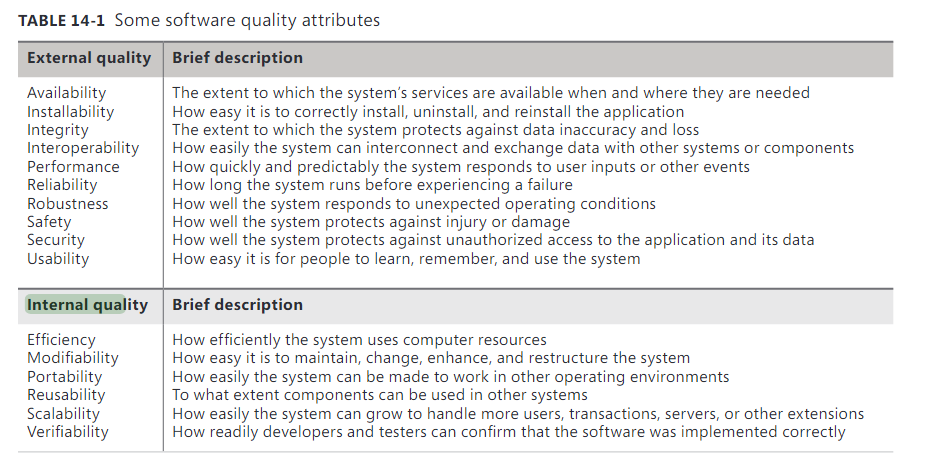 TABLE 14-1 Some software quality attributes
External quality Brief description
Availability The extent to which the system's services are available when and where they are needed
Installability How easy it is to correctly install, uninstall, and reinstall the application
Integrity The extent to which the system protects against data inaccuracy and loss
Interoperability How easily the system can interconnect and exchange data with other systems or components
Performance How quickly and predictably the system responds to user inputs or other events
Reliability How long the system runs before experiencing a failure
Robustness How well the system responds to unexpected operating conditions
Safety How well the system protects against injury or damage
Security How well the system protects against unauthorized access to the application and its data
Usability How easy it is for people to learn, remember, and use the system
Internal quality Brief description
Efficiency How efficiently the system uses computer resources
Modifiability How easy it is to maintain, change, enhance, and restructure the system
Portability How easily the system can be made to work in other operating environments
Reusability To what extent components can be used in other systems
Scalability How easily the system can grow to handle more users, transactions, servers, or other extensions
Verifiability How readily developers and testers can confirm that the software was implemented correctly